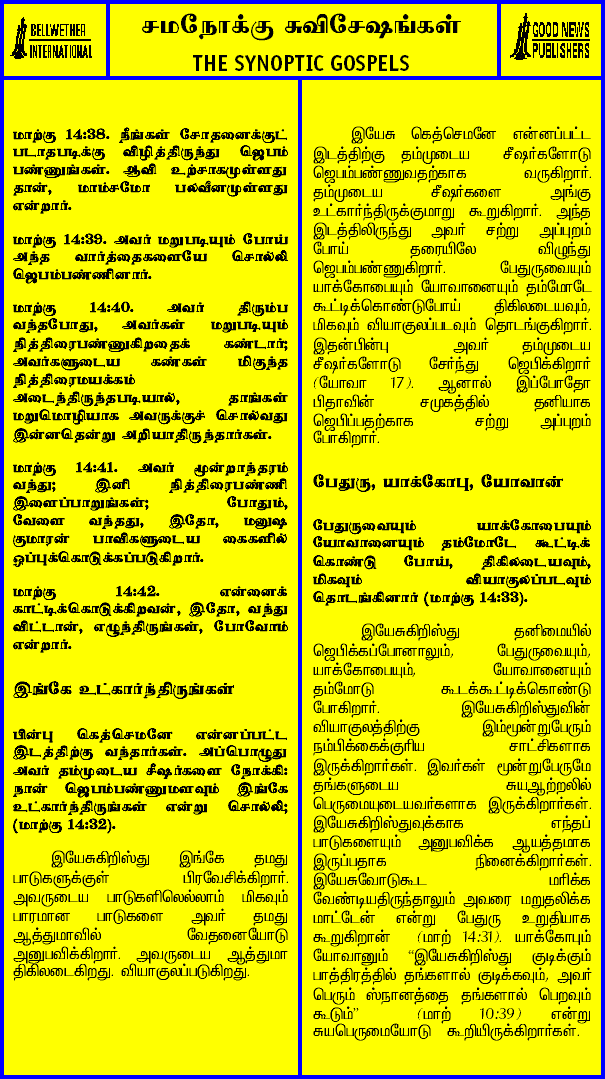 BELLWETHER
INTERNATIONAL
சமநோக்கு சுவிசேஷங்கள்
THE SYNOPTIC GOSPELS
GOOD NEWS
PUBLISHERS
மாற்கு 14:38. நீங்கள் சோதனைக்குட்
படாதபடிக்கு விழித்திருந்து ஜெபம்
பண்ணுங்கள். ஆவி உற்சாகமுள்ளது
தான், மாம்சமோ பலவீனமுள்ளது
என்றார்.
மாற்கு 14:39. அவர் மறுபடியும் போய்
அந்த வார்த்தைகளையே சொல்லி
ஜெபம்பண்ணினார்.
மாற்கு 14:40. அவர் திரும்ப
வந்தபோது, அவர்கள் மறுபடியும்
நித்திரைபண்ணுகிறதைக் கண்டார்;
அவர்களுடைய கண்கள் மிகுந்த
நித்திரைமயக்கம்
அடைந்திருந்தபடியால், தாங்கள்
மறுமொழியாக அவருக்குச் சொல்வது
இன்னதென்று அறியாதிருந்தார்கள்.
மாற்கு 14:41. அவர் மூன்றாந்தரம்
வந்து; இனி நித்திரைபண்ணி
இளைப்பாறுங்கள்; போதும்,
வேளை வந்தது, இதோ, மனுஷ
குமாரன் பாவிகளுடைய கைகளில்
ஒப்புக்கொடுக்கப்படுகிறார்.
மாற்கு 14:42. என்னைக்
காட்டிக்கொடுக்கிறவன், இதோ, வந்து
விட்டான், எழுந்திருங்கள், போவோம்
என்றார்.
இங்கே உட்கார்ந்திருங்கள்
பின்பு கெத்செமனே என்னப்பட்ட
இடத்திற்கு வந்தார்கள். அப்பொழுது
அவர் தம்முடைய சீஷர்களை நோக்கி:
நான் ஜெபம்பண்ணுமளவும் இங்கே
உட்கார்ந்திருங்கள் என்று சொல்லி;
(மாற்கு 14:32).
இயேசுகிறிஸ்து இங்கே தமது
பாடுகளுக்குள் பிரவேசிக்கிறார்.
அவருடைய பாடுகளிலெல்லாம் மிகவும்
பாரமான பாடுகளை அவர் தமது
ஆத்துமாவில் வேதனையோடு
அனுபவிக்கிறார். அவருடைய ஆத்துமா
திகிலடைகிறது. வியாகுலப்படுகிறது.
இயேசு கெத்செமனே என்னப்பட்ட
இடத்திற்கு தம்முடைய சீஷர்களோடு
ஜெபம்பண்ணுவதற்காக வருகிறார்.
தம்முடைய சீஷர்களை அங்கு
உட்கார்ந்திருக்குமாறு கூறுகிறார். அந்த
இடத்திலிருந்து அவர் சற்று அப்புறம்
போய் தரையிலே விழுந்து
ஜெபம்பண்ணுகிறார். பேதுருவையும்
யாக்கோபையும் யோவானையும் தம்மோடே
கூட்டிக்கொண்டுபோய் திகிலடையவும்,
மிகவும் வியாகுலப்படவும் தொடங்குகிறார்.
இதன்பின்பு அவர் தம்முடைய
சீஷர்களோடு சேர்ந்து ஜெபிக்கிறார்
(யோவா 17). ஆனால் இப்போதோ
பிதாவின் சமுகத்தில் தனியாக
ஜெபிப்பதற்காக சற்று அப்புறம்
போகிறார்.
பேதுரு, யாக்கோபு, யோவான்
பேதுருவையும் யாக்கோபையும்
யோவானையும் தம்மோடே கூட்டிக்
கொண்டு போய், திகிலடையவும்,
மிகவும் வியாகுலப்படவும்
தொடங்கினார் (மாற்கு 14:33).
இயேசுகிறிஸ்து தனிமையில்
ஜெபிக்கப்போனாலும், பேதுருவையும்,
யாக்கோபையும், யோவானையும்
தம்மோடு கூடக்கூட்டிக்கொண்டு
போகிறார். இயேசுகிறிஸ்துவின்
வியாகுலத்திற்கு இம்மூன்றுபேரும்
நம்பிக்கைக்குரிய சாட்சிகளாக
இருக்கிறார்கள். இவர்கள் மூன்றுபேருமே
தங்களுடைய சுயஆற்றலில்
பெருமையுடையவர்களாக இருக்கிறார்கள்.
இயேசுகிறிஸ்துவுக்காக எந்தப்
பாடுகளையும் அனுபவிக்க ஆயத்தமாக
இருப்பதாக நினைக்கிறார்கள்.
இயேசுவோடுகூட மரிக்க
வேண்டியதிருந்தாலும் அவரை மறுதலிக்க
மாட்டேன் என்று பேதுரு உறுதியாக
கூறுகிறான் (மாற் 14:31). யாக்கோபும்
யோவானும் “இயேசுகிறிஸ்து குடிக்கும்
பாத்திரத்தில் தங்களால் குடிக்கவும், அவர்
பெரும் ஸ்நானத்தை தங்களால் பெறவும்
கூடும்” (மாற் 10:39) என்று
சுயபெருமையோடு கூறியிருக்கிறார்கள்.